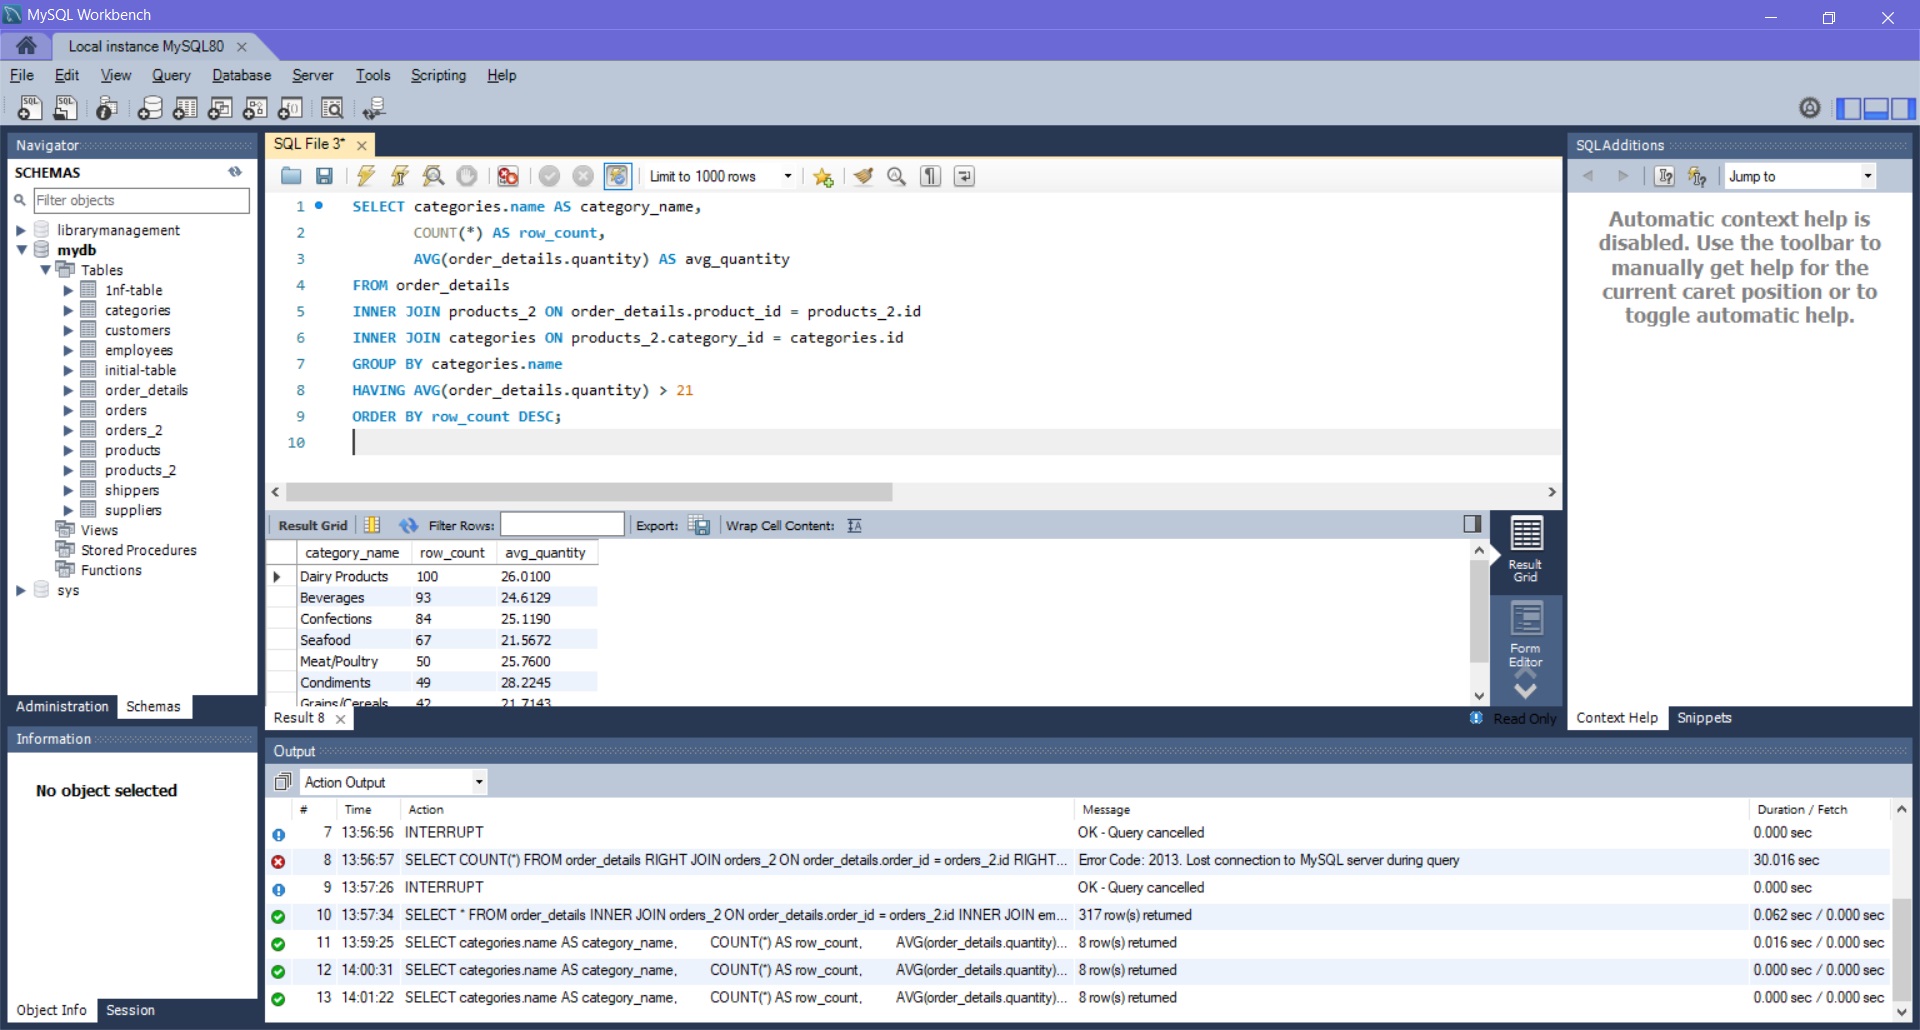 MySQL Workbench
Local instance MySQL80
File Edit View Query Database Server Tools Scripting Help
Navigator
SCHEMAS
Filter objects
librarymanagement
mydb
Tables
1nf-table
categories
customers
employees
initial-table
order_details
orders
orders_2
products
products_2
shippers
suppliers
Views
Stored Procedures
Functions
sys
Administration Schemas
Information
No object selected
Object Info Session
SQL File 3*
Limit to 1000 rows
1 SELECT categories.name AS category_name,
2 COUNT(*) AS row_count,
3 AVG(order_details.quantity) AS avg_quantity
4 FROM order_details
5 INNER JOIN products_2 ON order_details.product_id = products_2.id
6 INNER JOIN categories ON products_2.category_id = categories.id
7 GROUP BY categories.name
8 HAVING AVG(order_details.quantity) > 21
9 ORDER BY row_count DESC;
10
Result Grid Filter Rows: Export: Wrap Cell Content:
category_name row_count avg_quantity
Dairy Products 100 26.0100
Beverages 93 24.6129
Confections 84 25.1190
Seafood 67 21.5672
Meat/Poultry 50 25.7600
Condiments 49 28.2245
Grains/Cereals 42 21.7143
Result Grid
Form Editor
Result 8
Read Only
SQLAdditions
Jump to
Automatic context help is
disabled. Use the toolbar to
manually get help for the
current caret position or to
toggle automatic help.
Context Help Snippets
Output
Action Output
# Time Action Message Duration / Fetch
7 13:56:56 INTERRUPT OK - Query cancelled 0.000 sec
8 13:56:57 SELECT COUNT(*) FROM order_details RIGHT JOIN orders_2 ON order_details.order_id = orders_2.id RIGHT... Error Code: 2013. Lost connection to MySQL server during query 30.016 sec
9 13:57:26 INTERRUPT OK - Query cancelled 0.000 sec
10 13:57:34 SELECT * FROM order_details INNER JOIN orders_2 ON order_details.order_id = orders_2.id INNER JOIN em... 317 row(s) returned 0.062 sec / 0.000 sec
11 13:59:25 SELECT categories.name AS category_name, COUNT(*) AS row_count, AVG(order_details.quantity)... 8 row(s) returned 0.016 sec / 0.000 sec
12 14:00:31 SELECT categories.name AS category_name, COUNT(*) AS row_count, AVG(order_details.quantity)... 8 row(s) returned 0.000 sec / 0.000 sec
13 14:01:22 SELECT categories.name AS category_name, COUNT(*) AS row_count, AVG(order_details.quantity)... 8 row(s) returned 0.000 sec / 0.000 sec